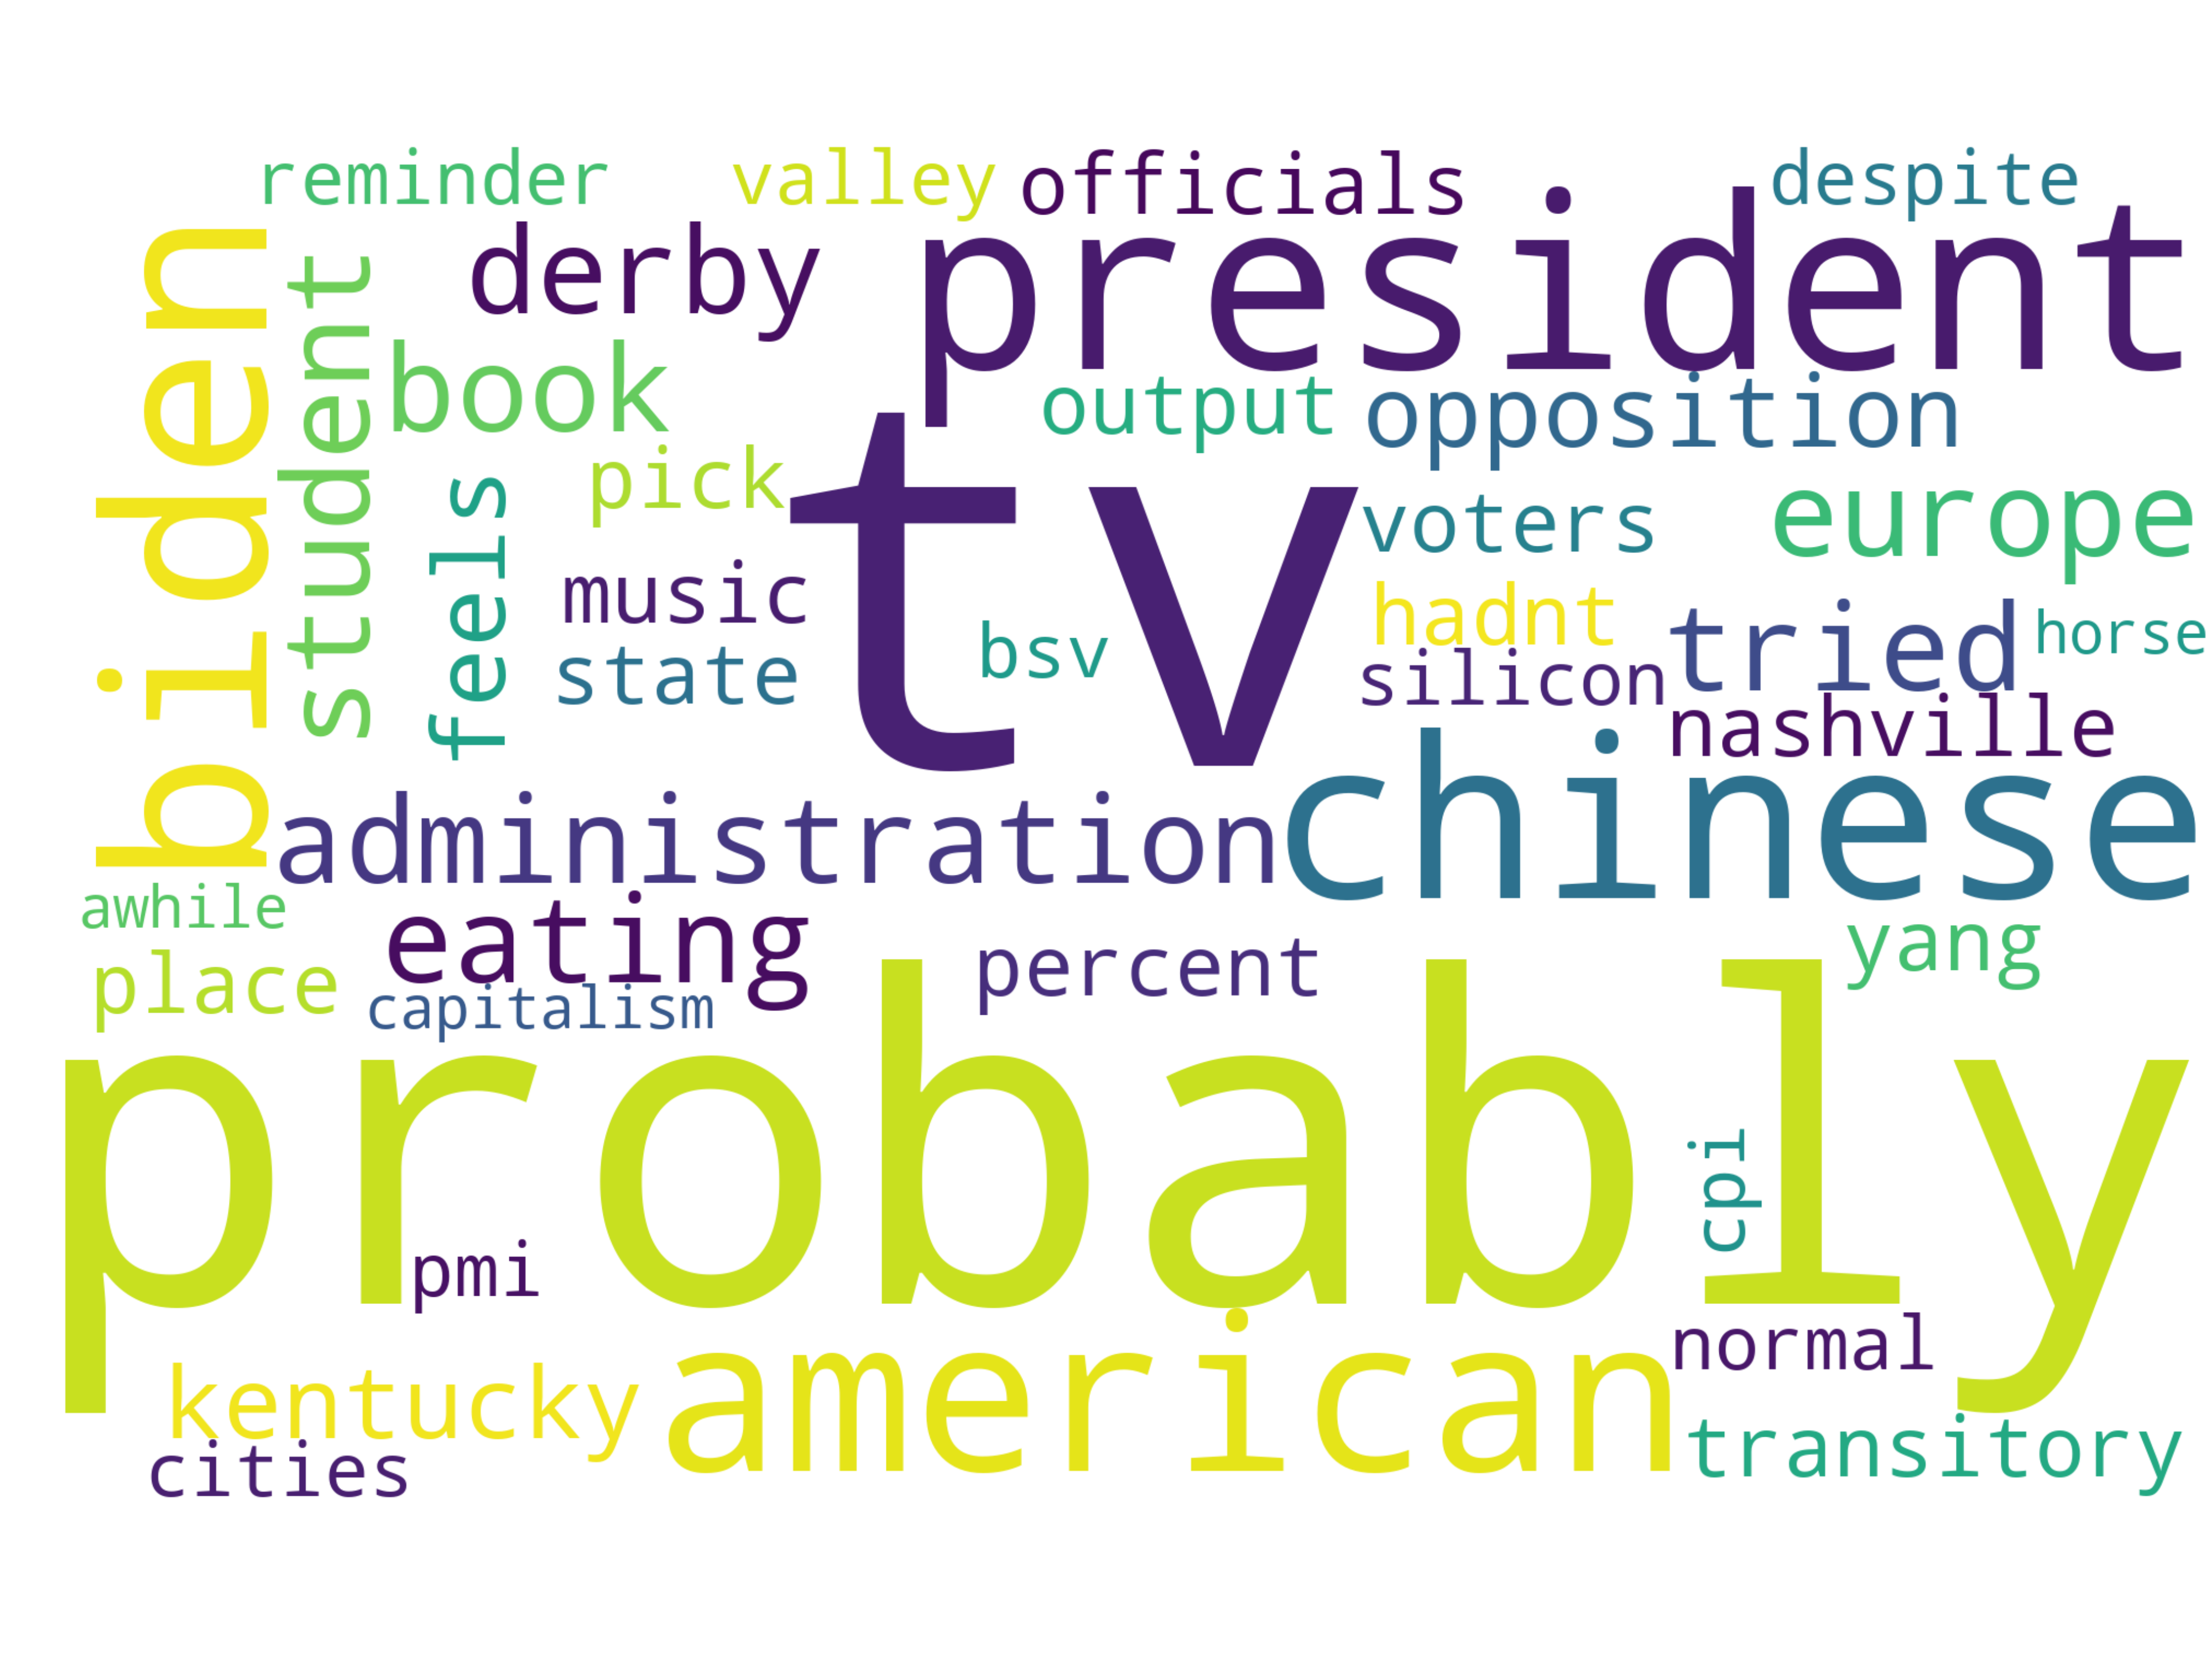 reminder
valley
officials
despite
biden
student
derby
president
book
output
opposition
pick
tv
voters
europe
feels
music
hadnt
tried
horse
bsv
state
silicon
nashville
administration
chinese
awhile
eating
percent
yang
place
capitalism
probably
cpi
pmi
normal
kentucky
american
transitory
cities